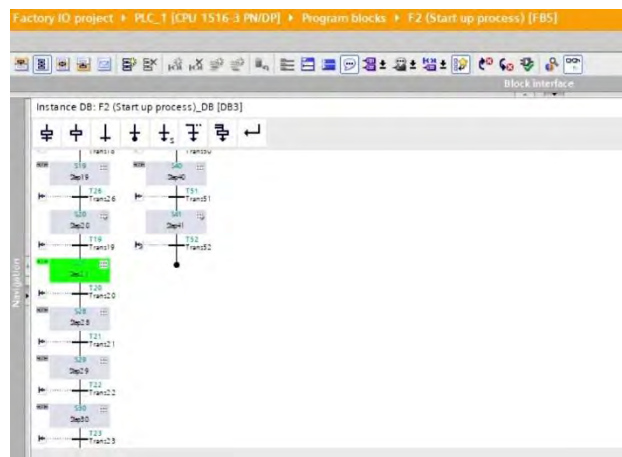 Factory IO project ▸ PLC_1 [CPU 1516-3 PN/DP] ▸ Program blocks ▸ F2 (Start up process) [FB5]
Block interface
Instance DB: F2 (Start up process)_DB [DB3]
S19
Step19
S40
Step40
T26
Trans26
T51
Trans51
S20
Step20
S41
Step41
T19
Trans19
T52
Trans52
T20
Trans20
S28
Step28
T21
Trans21
S29
Step29
T22
Trans22
S30
Step30
T23
Trans23
Navigation